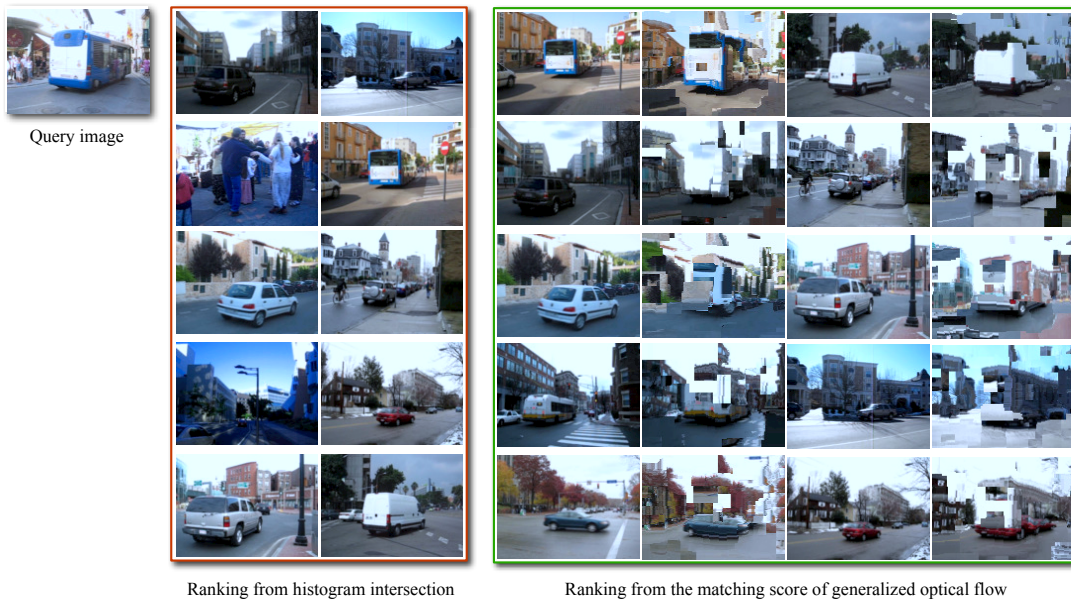 Query image
Ranking from histogram intersection
Ranking from the matching score of generalized optical flow